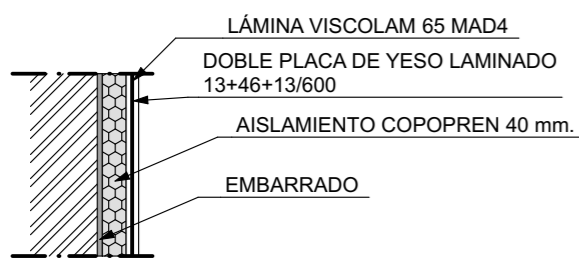 LÁMINA VISCOLAM 65 MAD4
DOBLE PLACA DE YESO LAMINADO
13+46+13/600
AISLAMIENTO COPOPREN 40 mm.
EMBARRADO